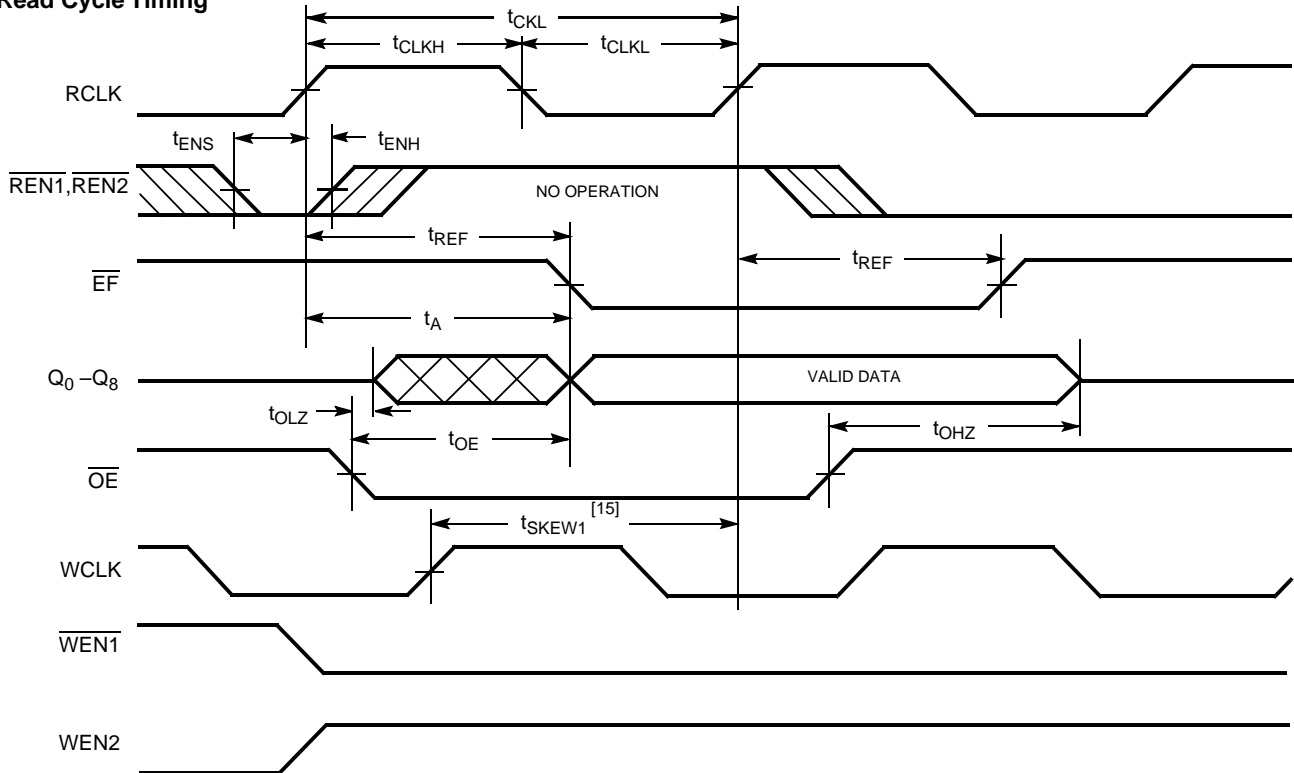 Read Cycle Timing
tCKL
tCLKH
tCLKL
RCLK
tENS
tENH
REN1,REN2
NO OPERATION
tREF
tREF
EF
tA
Q0 –Q8
VALID DATA
tOLZ
tOE
tOHZ
OE
tSKEW1 [15]
WCLK
WEN1
WEN2